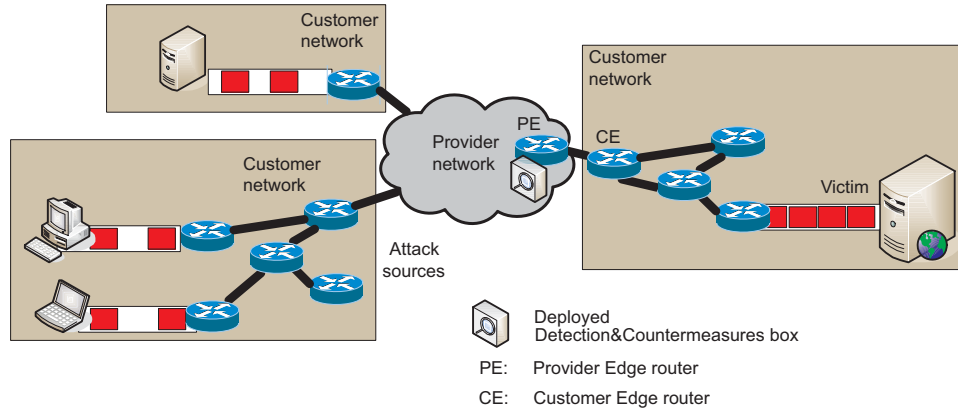 Customer
network
Customer
network
PE
CE
Provider
network
Customer
network
Victim
Attack
sources
Deployed
Detection&Countermeasures box
PE: Provider Edge router
CE: Customer Edge router